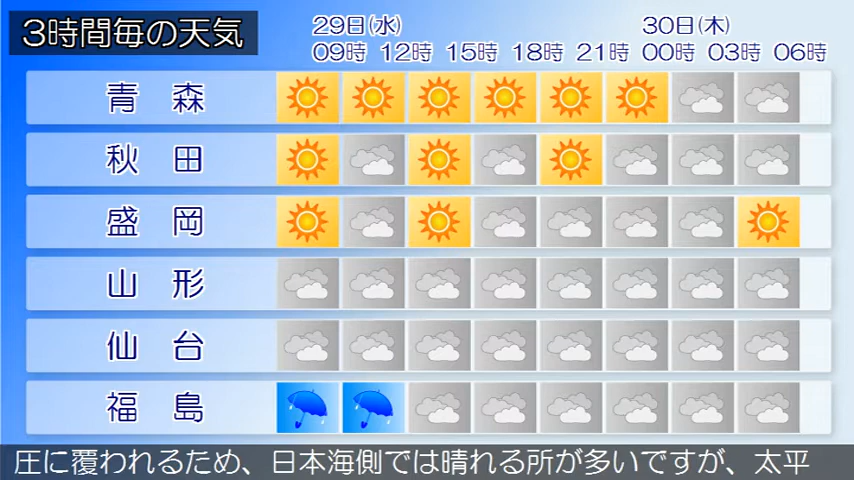 3時間毎の天気
29日(水) 30日(木)
09時 12時 15時 18時 21時 00時 03時 06時
青森
秋田
盛岡
山形
仙台
福島
圧に覆われるため、日本海側では晴れる所が多いですが、太平